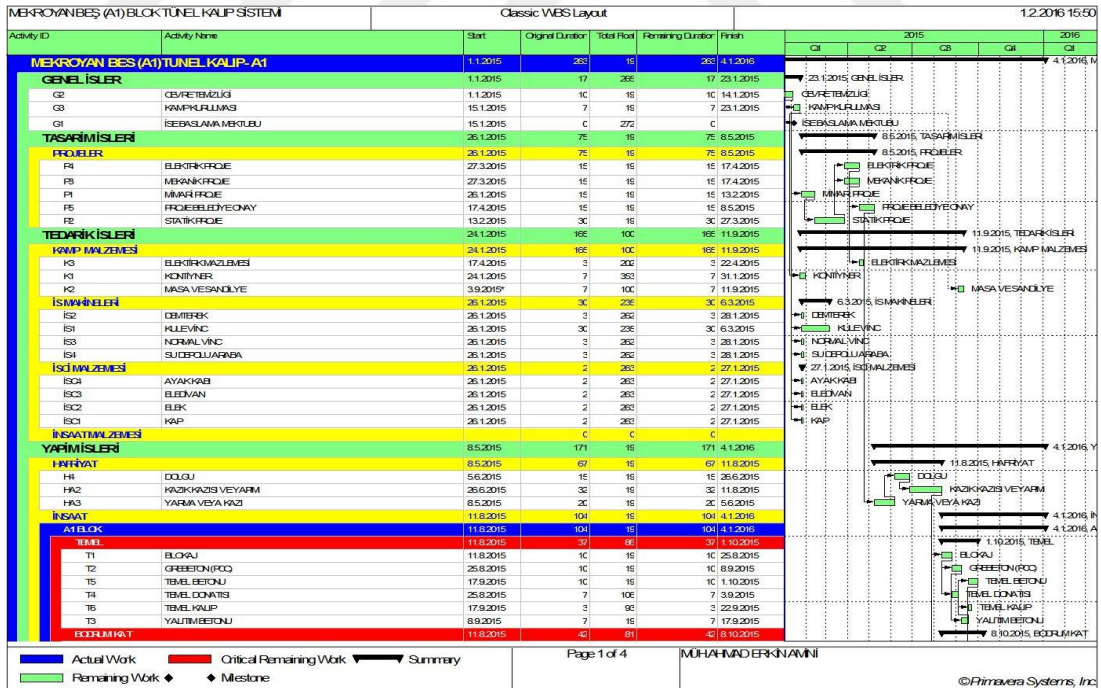 MEKROYAN BEŞ (A1) BLOK TÜNEL KALIP SİSTEMİ Classic WBS Layout 1.2.2016 15:50
Activity ID Activity Name Start Original Duration Total Float Remaining Duration Finish 2015 2016
Q1 Q2 Q3 Q4 Q1
MEKROYAN BES (A1)TUNEL KALIP- A1 1.1.2015 263 19 263 4.1.2016 4.1.2016, M
GENEL İSLER 1.1.2015 17 265 17 23.1.2015 23.1.2015, GENEL İSLER
G2 CEVRE TEMİZLİGİ 1.1.2015 10 19 10 14.1.2015 CEVRE TEMİZLİGİ
G3 KAMP KURULMASI 15.1.2015 7 19 7 23.1.2015 KAMP KURULMASI
G1 İSE BASLAMA MEKTUBU 15.1.2015 0 272 0 İSE BASLAMA MEKTUBU
TASARIM İSLERİ 26.1.2015 75 19 75 8.5.2015 8.5.2015, TASARIM İSLERİ
PROJELER 26.1.2015 75 19 75 8.5.2015 8.5.2015, PROJELER
P4 ELEKTRİK PROJE 27.3.2015 15 19 15 17.4.2015 ELEKTRİK PROJE
P3 MEKANİK PROJE 27.3.2015 15 19 15 17.4.2015 MEKANİK PROJE
P1 MİMARİ PROJE 26.1.2015 15 19 15 13.2.2015 MİMARİ PROJE
P5 PROJE BELEDİYE ONAY 17.4.2015 15 19 15 8.5.2015 PROJE BELEDİYE ONAY
P2 STATİK PROJE 13.2.2015 30 19 30 27.3.2015 STATİK PROJE
TEDARİK İSLERİ 24.1.2015 165 100 165 11.9.2015 11.9.2015, TEDARİK İSLERİ
KAMP MALZEMESİ 24.1.2015 165 100 165 11.9.2015 11.9.2015, KAMP MALZEMESİ
K3 ELEKTİRK MAZLEMESİ 17.4.2015 3 202 3 22.4.2015 ELEKTİRK MAZLEMESİ
K1 KONTİYNER 24.1.2015 7 353 7 31.1.2015 KONTİYNER
K2 MASA VE SANDİLYE 3.9.2015* 7 100 7 11.9.2015 MASA VE SANDİLYE
İS MAKİNELERİ 26.1.2015 30 235 30 6.3.2015 6.3.2015, İS MAKİNELERİ
İS2 DEMTEREK 26.1.2015 3 262 3 28.1.2015 DEMTEREK
İS1 KULE VİNC 26.1.2015 30 235 30 6.3.2015 KULE VİNC
İS3 NORMAL VİNC 26.1.2015 3 262 3 28.1.2015 NORMAL VİNC
İS4 SU DEPOLU ARABA 26.1.2015 3 262 3 28.1.2015 SU DEPOLU ARABA
İSCİ MALZEMESİ 26.1.2015 2 263 2 27.1.2015 27.1.2015, İSCİ MALZEMESİ
İSC4 AYAKKABI 26.1.2015 2 263 2 27.1.2015 AYAKKABI
İSC3 ELEDİVAN 26.1.2015 2 263 2 27.1.2015 ELEDİVAN
İSC2 ELEK 26.1.2015 2 263 2 27.1.2015 ELEK
İSC1 KAP 26.1.2015 2 263 2 27.1.2015 KAP
İNSAAT MALZEMESİ 0 0 0
YAPİM İSLERİ 8.5.2015 171 19 171 4.1.2016 4.1.2016, Y
HAFRİYAT 8.5.2015 67 19 67 11.8.2015 11.8.2015, HAFRİYAT
H4 DOLGU 5.6.2015 15 19 15 26.6.2015 DOLGU
HA2 KAZIK KAZISI VE YAPIMI 26.6.2015 32 19 32 11.8.2015 KAZIK KAZISI VE YAPIMI
HA3 YARMA VEYA KAZI 8.5.2015 20 19 20 5.6.2015 YARMA VEYA KAZI
İNSAAT 11.8.2015 104 19 104 4.1.2016 4.1.2016, İN
A1 BLOK 11.8.2015 104 19 104 4.1.2016 4.1.2016, A
TEMEL 11.8.2015 37 86 37 1.10.2015 1.10.2015, TEMEL
T1 BLOKAJ 11.8.2015 10 19 10 25.8.2015 BLOKAJ
T2 GREBETON (PCC) 25.8.2015 10 19 10 8.9.2015 GREBETON (PCC)
T5 TEMEL BETONU 17.9.2015 10 19 10 1.10.2015 TEMEL BETONU
T4 TEMEL DONATISI 25.8.2015 7 106 7 3.9.2015 TEMEL DONATISI
T6 TEMEL KALIP 17.9.2015 3 93 3 22.9.2015 TEMEL KALIP
T3 YALITIM BETONU 8.9.2015 7 19 7 17.9.2015 YALITIM BETONU
BODRUM KAT 11.8.2015 42 81 42 8.10.2015 8.10.2015, BODRUM KAT
Actual Work Critical Remaining Work Summary Page 1 of 4 MÜHAHMAD ERKİN AMİNİ
Remaining Work Milestone
©Primavera Systems, Inc.